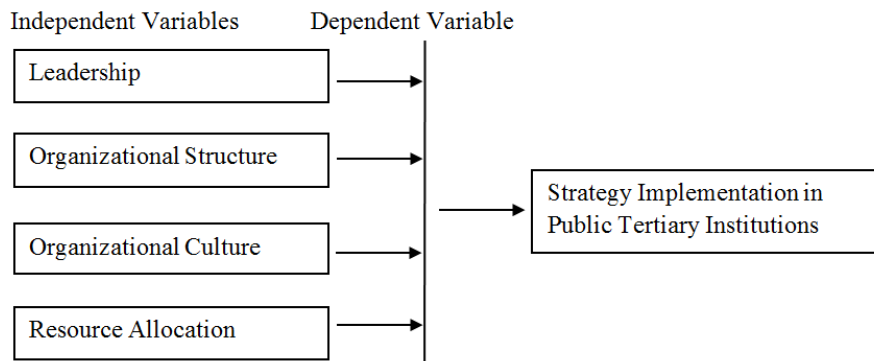 Independent Variables
Dependent Variable
Leadership
Organizational Structure
Organizational Culture
Resource Allocation
Strategy Implementation in
Public Tertiary Institutions